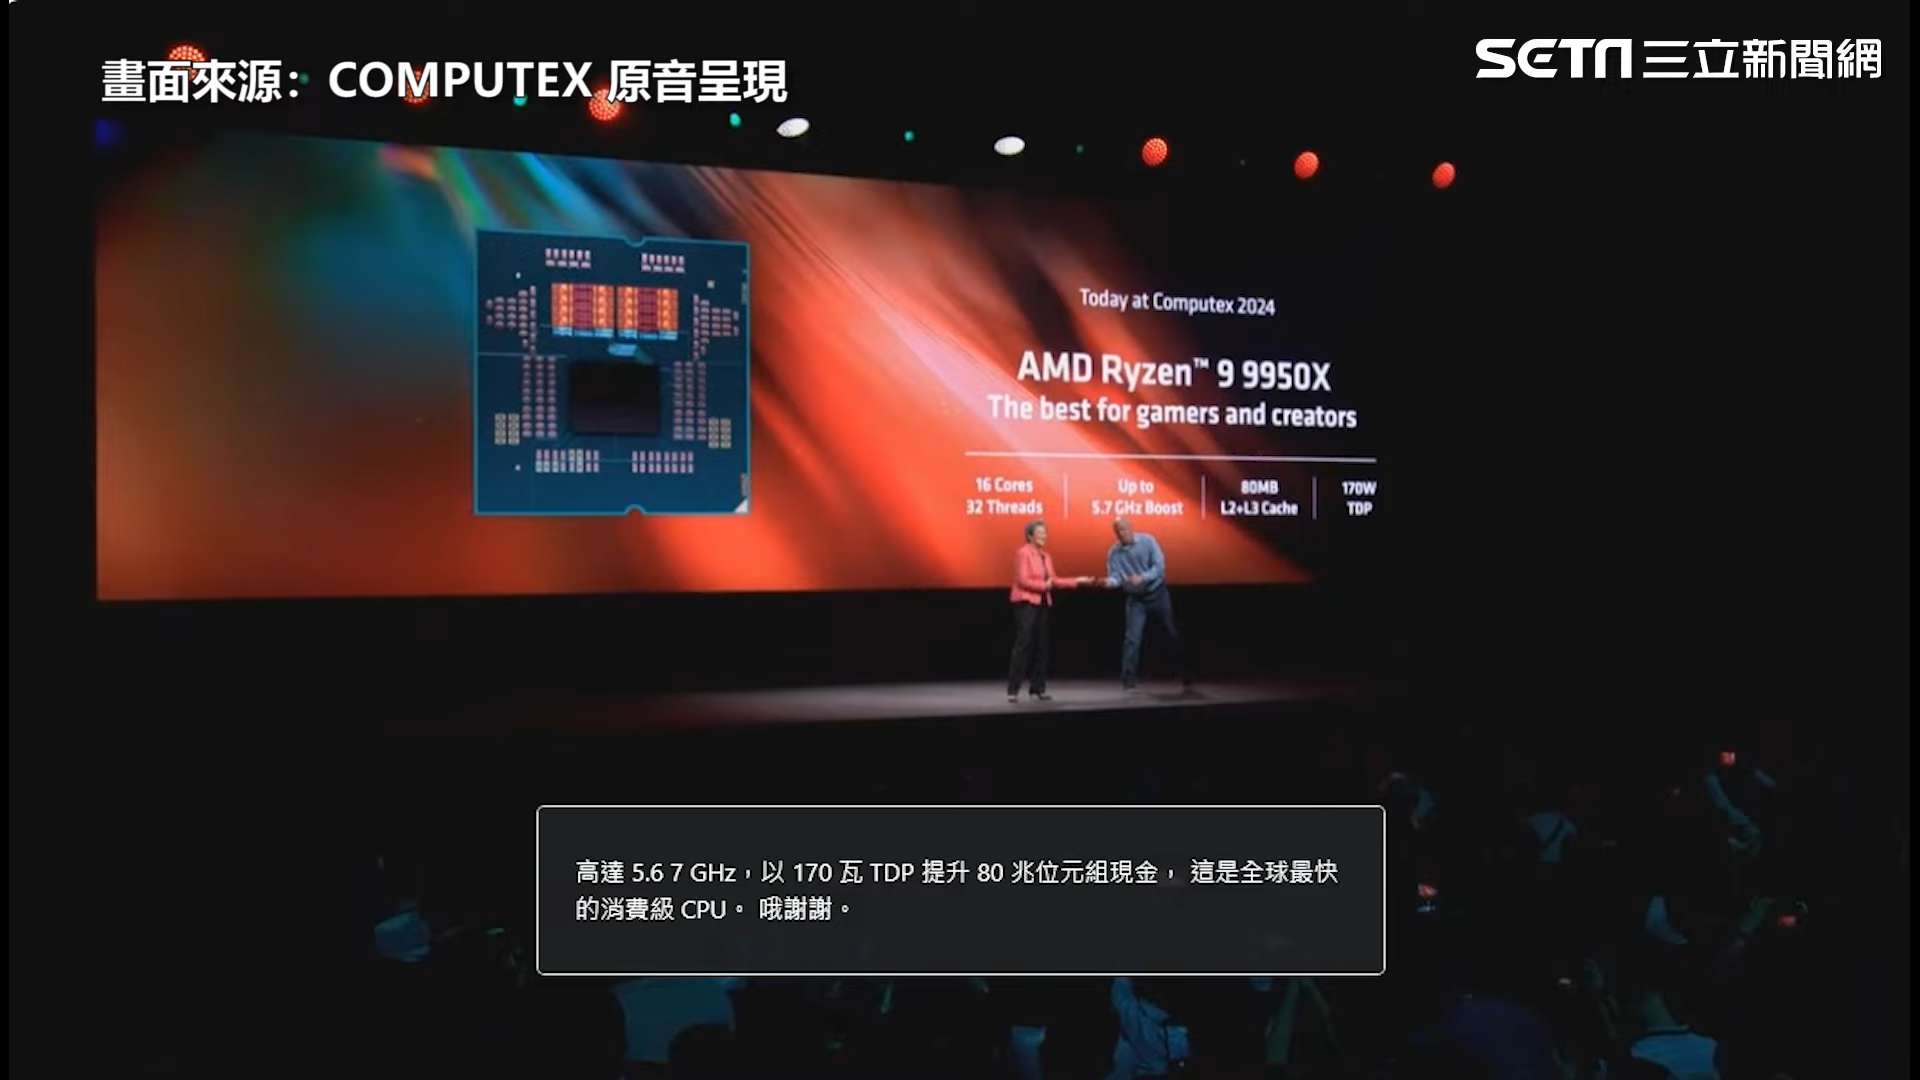 畫面來源：COMPUTEX 原音呈現
SETN三立新聞網
Today at Computex 2024
AMD Ryzen™ 9 9950X
The best for gamers and creators
16 Cores
32 Threads
Up to
5.7 GHz Boost
80MB
L2+L3 Cache
170W
TDP
高達 5.6 7 GHz，以 170 瓦 TDP 提升 80 兆位元組現金， 這是全球最快
的消費級 CPU。 哦謝謝。